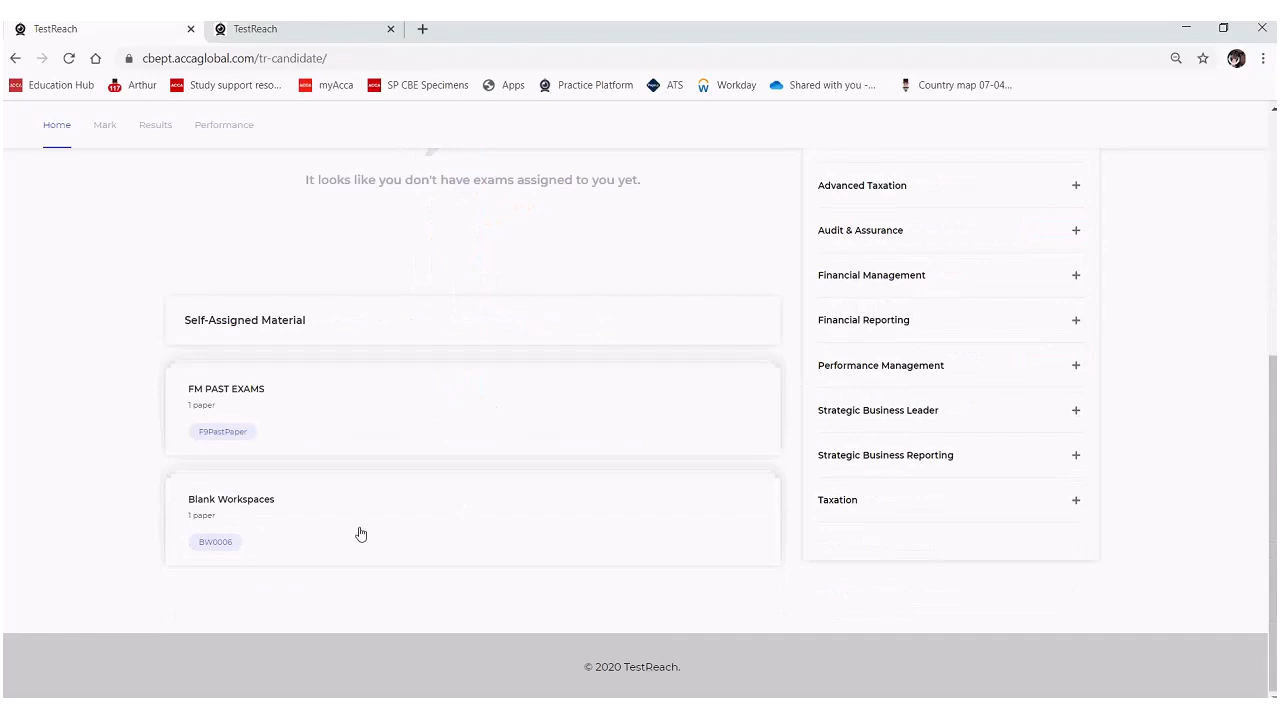 TestReach
TestReach
cbept.accaglobal.com/tr-candidate/
Education Hub
Arthur
Study support reso...
myAcca
SP CBE Specimens
Apps
Practice Platform
ATS
Workday
Shared with you -...
Country map 07-04...
Home
Mark
Results
Performance
It looks like you don't have exams assigned to you yet.
Self-Assigned Material
FM PAST EXAMS
1 paper
F9PastPaper
Blank Workspaces
1 paper
BW0006
Advanced Taxation
Audit & Assurance
Financial Management
Financial Reporting
Performance Management
Strategic Business Leader
Strategic Business Reporting
Taxation
© 2020 TestReach.